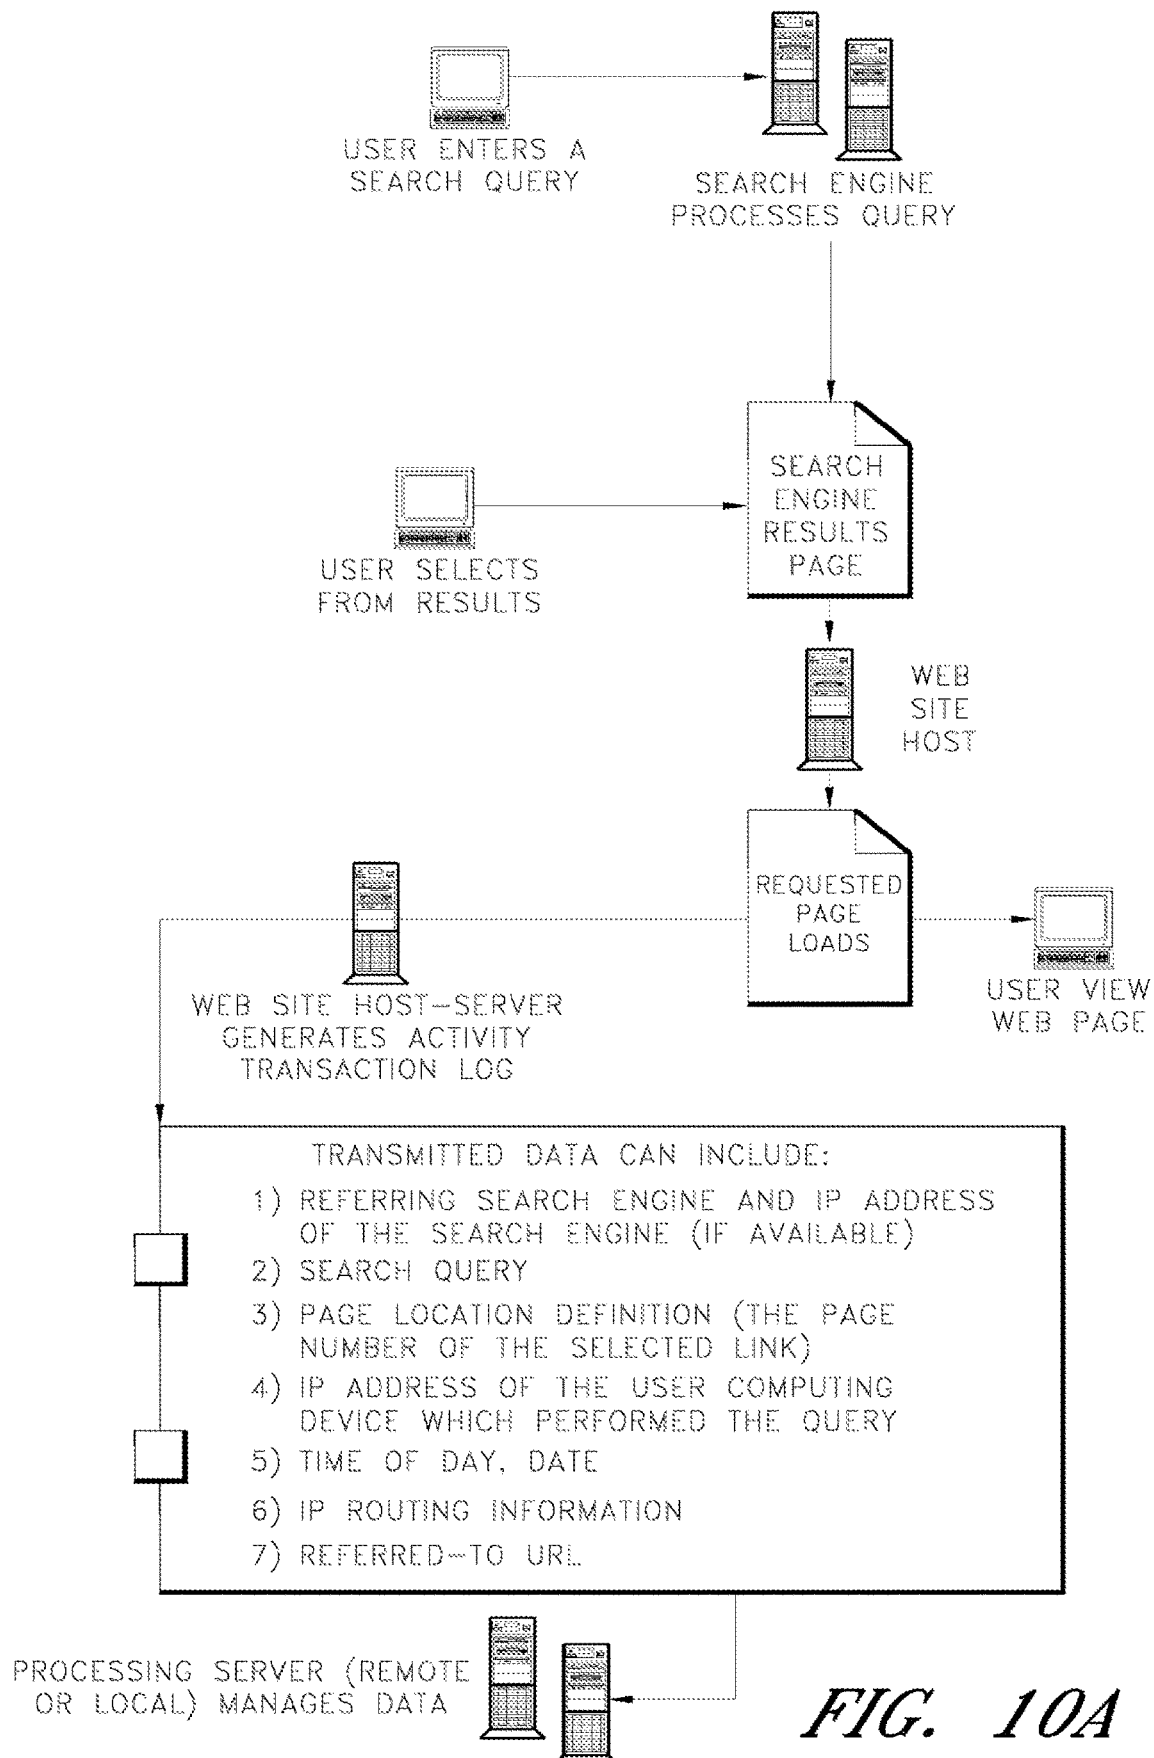 USER ENTERS A
SEARCH QUERY
SEARCH ENGINE
PROCESSES QUERY
SEARCH
ENGINE
RESULTS
PAGE
USER SELECTS
FROM RESULTS
WEB
SITE
HOST
REQUESTED
PAGE
LOADS
USER VIEW
WEB PAGE
WEB SITE HOST-SERVER
GENERATES ACTIVITY
TRANSACTION LOG
TRANSMITTED DATA CAN INCLUDE:
1) REFERRING SEARCH ENGINE AND IP ADDRESS
OF THE SEARCH ENGINE (IF AVAILABLE)
2) SEARCH QUERY
3) PAGE LOCATION DEFINITION (THE PAGE
NUMBER OF THE SELECTED LINK)
4) IP ADDRESS OF THE USER COMPUTING
DEVICE WHICH PERFORMED THE QUERY
5) TIME OF DAY, DATE
6) IP ROUTING INFORMATION
7) REFERRED-TO URL
PROCESSING SERVER (REMOTE
OR LOCAL) MANAGES DATA
FIG. 10A